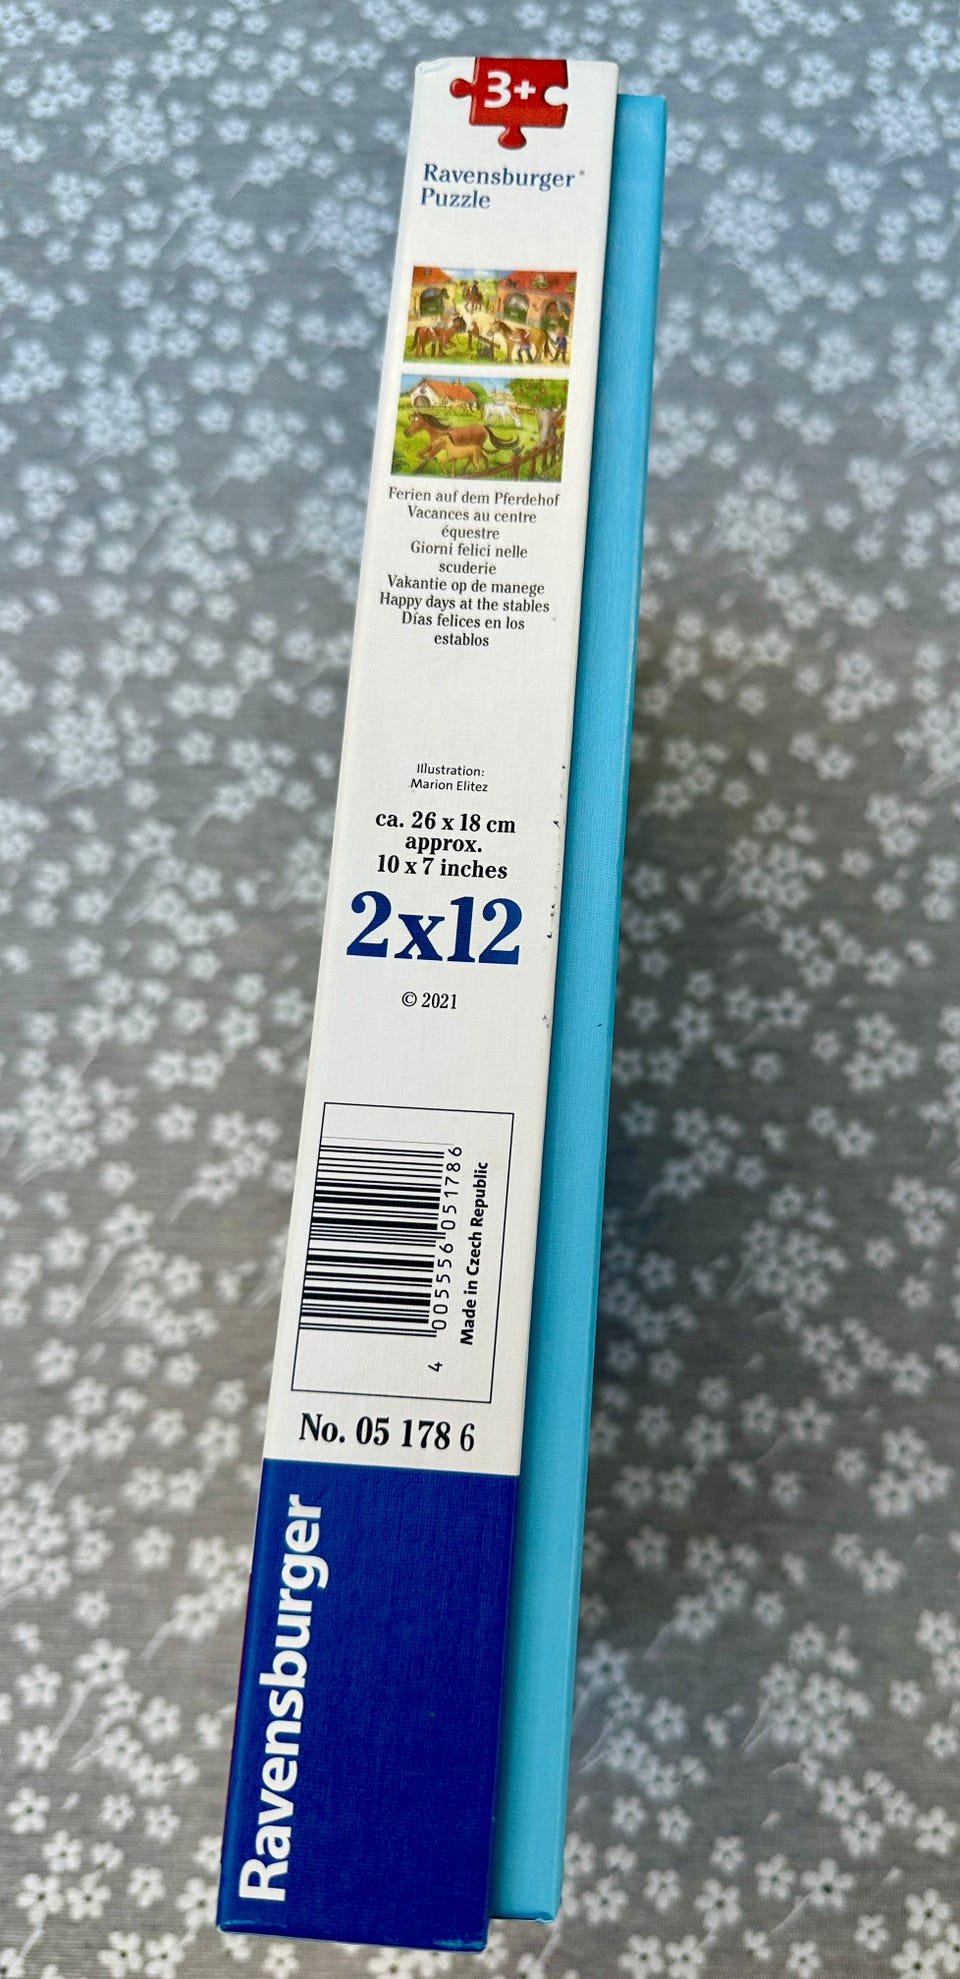 3+
Ravensburger®
Puzzle
Ferien auf dem Pferdehof
Vacances au centre
équestre
Giorni felici nelle
scuderie
Vakantie op de manege
Happy days at the stables
Días felices en los
establos
Illustration:
Marion Elitez
ca. 26 x 18 cm
approx.
10 x 7 inches
2x12
© 2021
4 005556 051786
Made in Czech Republic
No. 05 178 6
Ravensburger